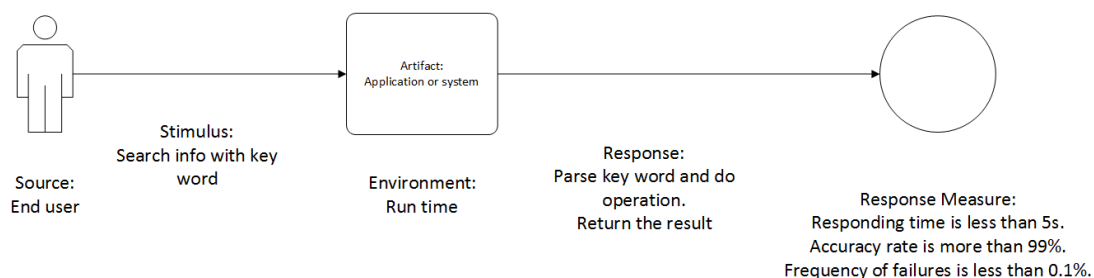 Artifact:
Application or system
Stimulus:
Search info with key
word
Source:
End user
Environment:
Run time
Response:
Parse key word and do
operation.
Return the result
Response Measure:
Responding time is less than 5s.
Accuracy rate is more than 99%.
Frequency of failures is less than 0.1%.